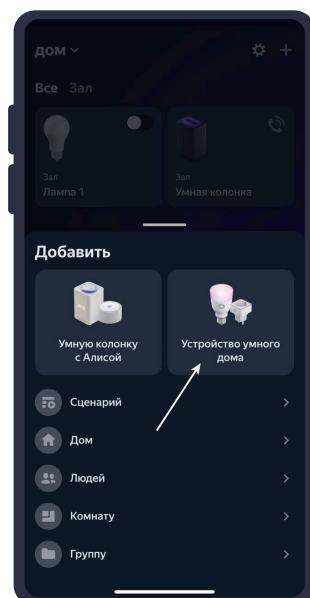 дом
Все Зал
Зал
Лампа 1
Зал
Умная колонка
Добавить
Умную колонку
с Алисой
Устройство умного
дома
Сценарий
Дом
Людей
Комнату
Группу